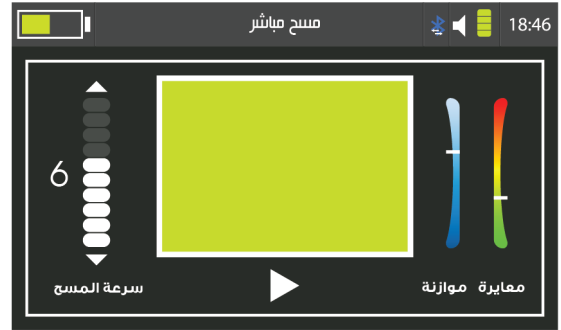 مسح مباشر
18:46
6
سرعة المسح
موازنة
معايرة